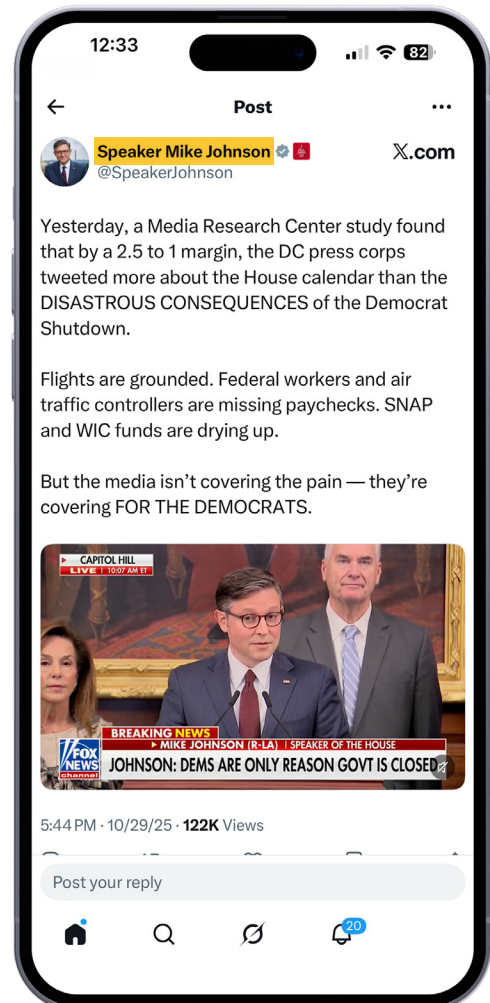 12:33
82
Post
Speaker Mike Johnson
X.com
@SpeakerJohnson
Yesterday, a Media Research Center study found
that by a 2.5 to 1 margin, the DC press corps
tweeted more about the House calendar than the
DISASTROUS CONSEQUENCES of the Democrat
Shutdown.
Flights are grounded. Federal workers and air
traffic controllers are missing paychecks. SNAP
and WIC funds are drying up.
But the media isn’t covering the pain — they’re
covering FOR THE DEMOCRATS.
CAPITOL HILL
LIVE 10:07 AM ET
BREAKING NEWS
MIKE JOHNSON (R-LA) | SPEAKER OF THE HOUSE
FOX
NEWS
channel
JOHNSON: DEMS ARE ONLY REASON GOVT IS CLOSED
5:44 PM · 10/29/25 · 122K Views
Post your reply
20